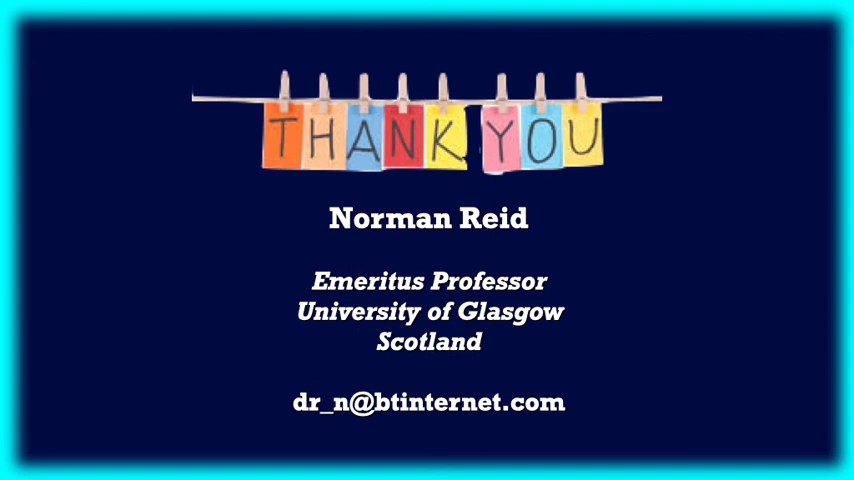 THANK YOU
Norman Reid
Emeritus Professor
University of Glasgow
Scotland
dr_n@btinternet.com